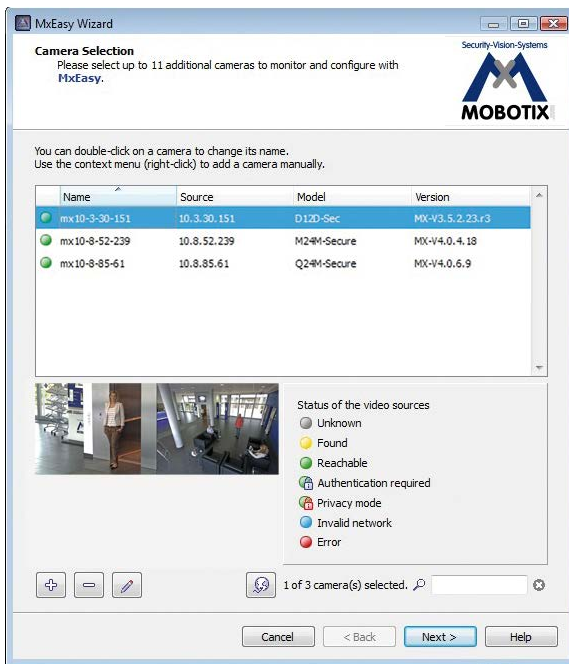 MxEasy Wizard
Camera Selection
Please select up to 11 additional cameras to monitor and configure with
MxEasy.
Security-Vision-Systems
MOBOTIX
You can double-click on a camera to change its name.
Use the context menu (right-click) to add a camera manually.
Name Source Model Version
mx10-3-30-151 10.3.30.151 D12D-Sec MX-V3.5.2.23.r3
mx10-8-52-239 10.8.52.239 M24M-Secure MX-V4.0.4.18
mx10-8-85-61 10.8.85.61 Q24M-Secure MX-V4.0.6.9
Status of the video sources
Unknown
Found
Reachable
Authentication required
Privacy mode
Invalid network
Error
1 of 3 camera(s) selected.
Cancel < Back Next > Help